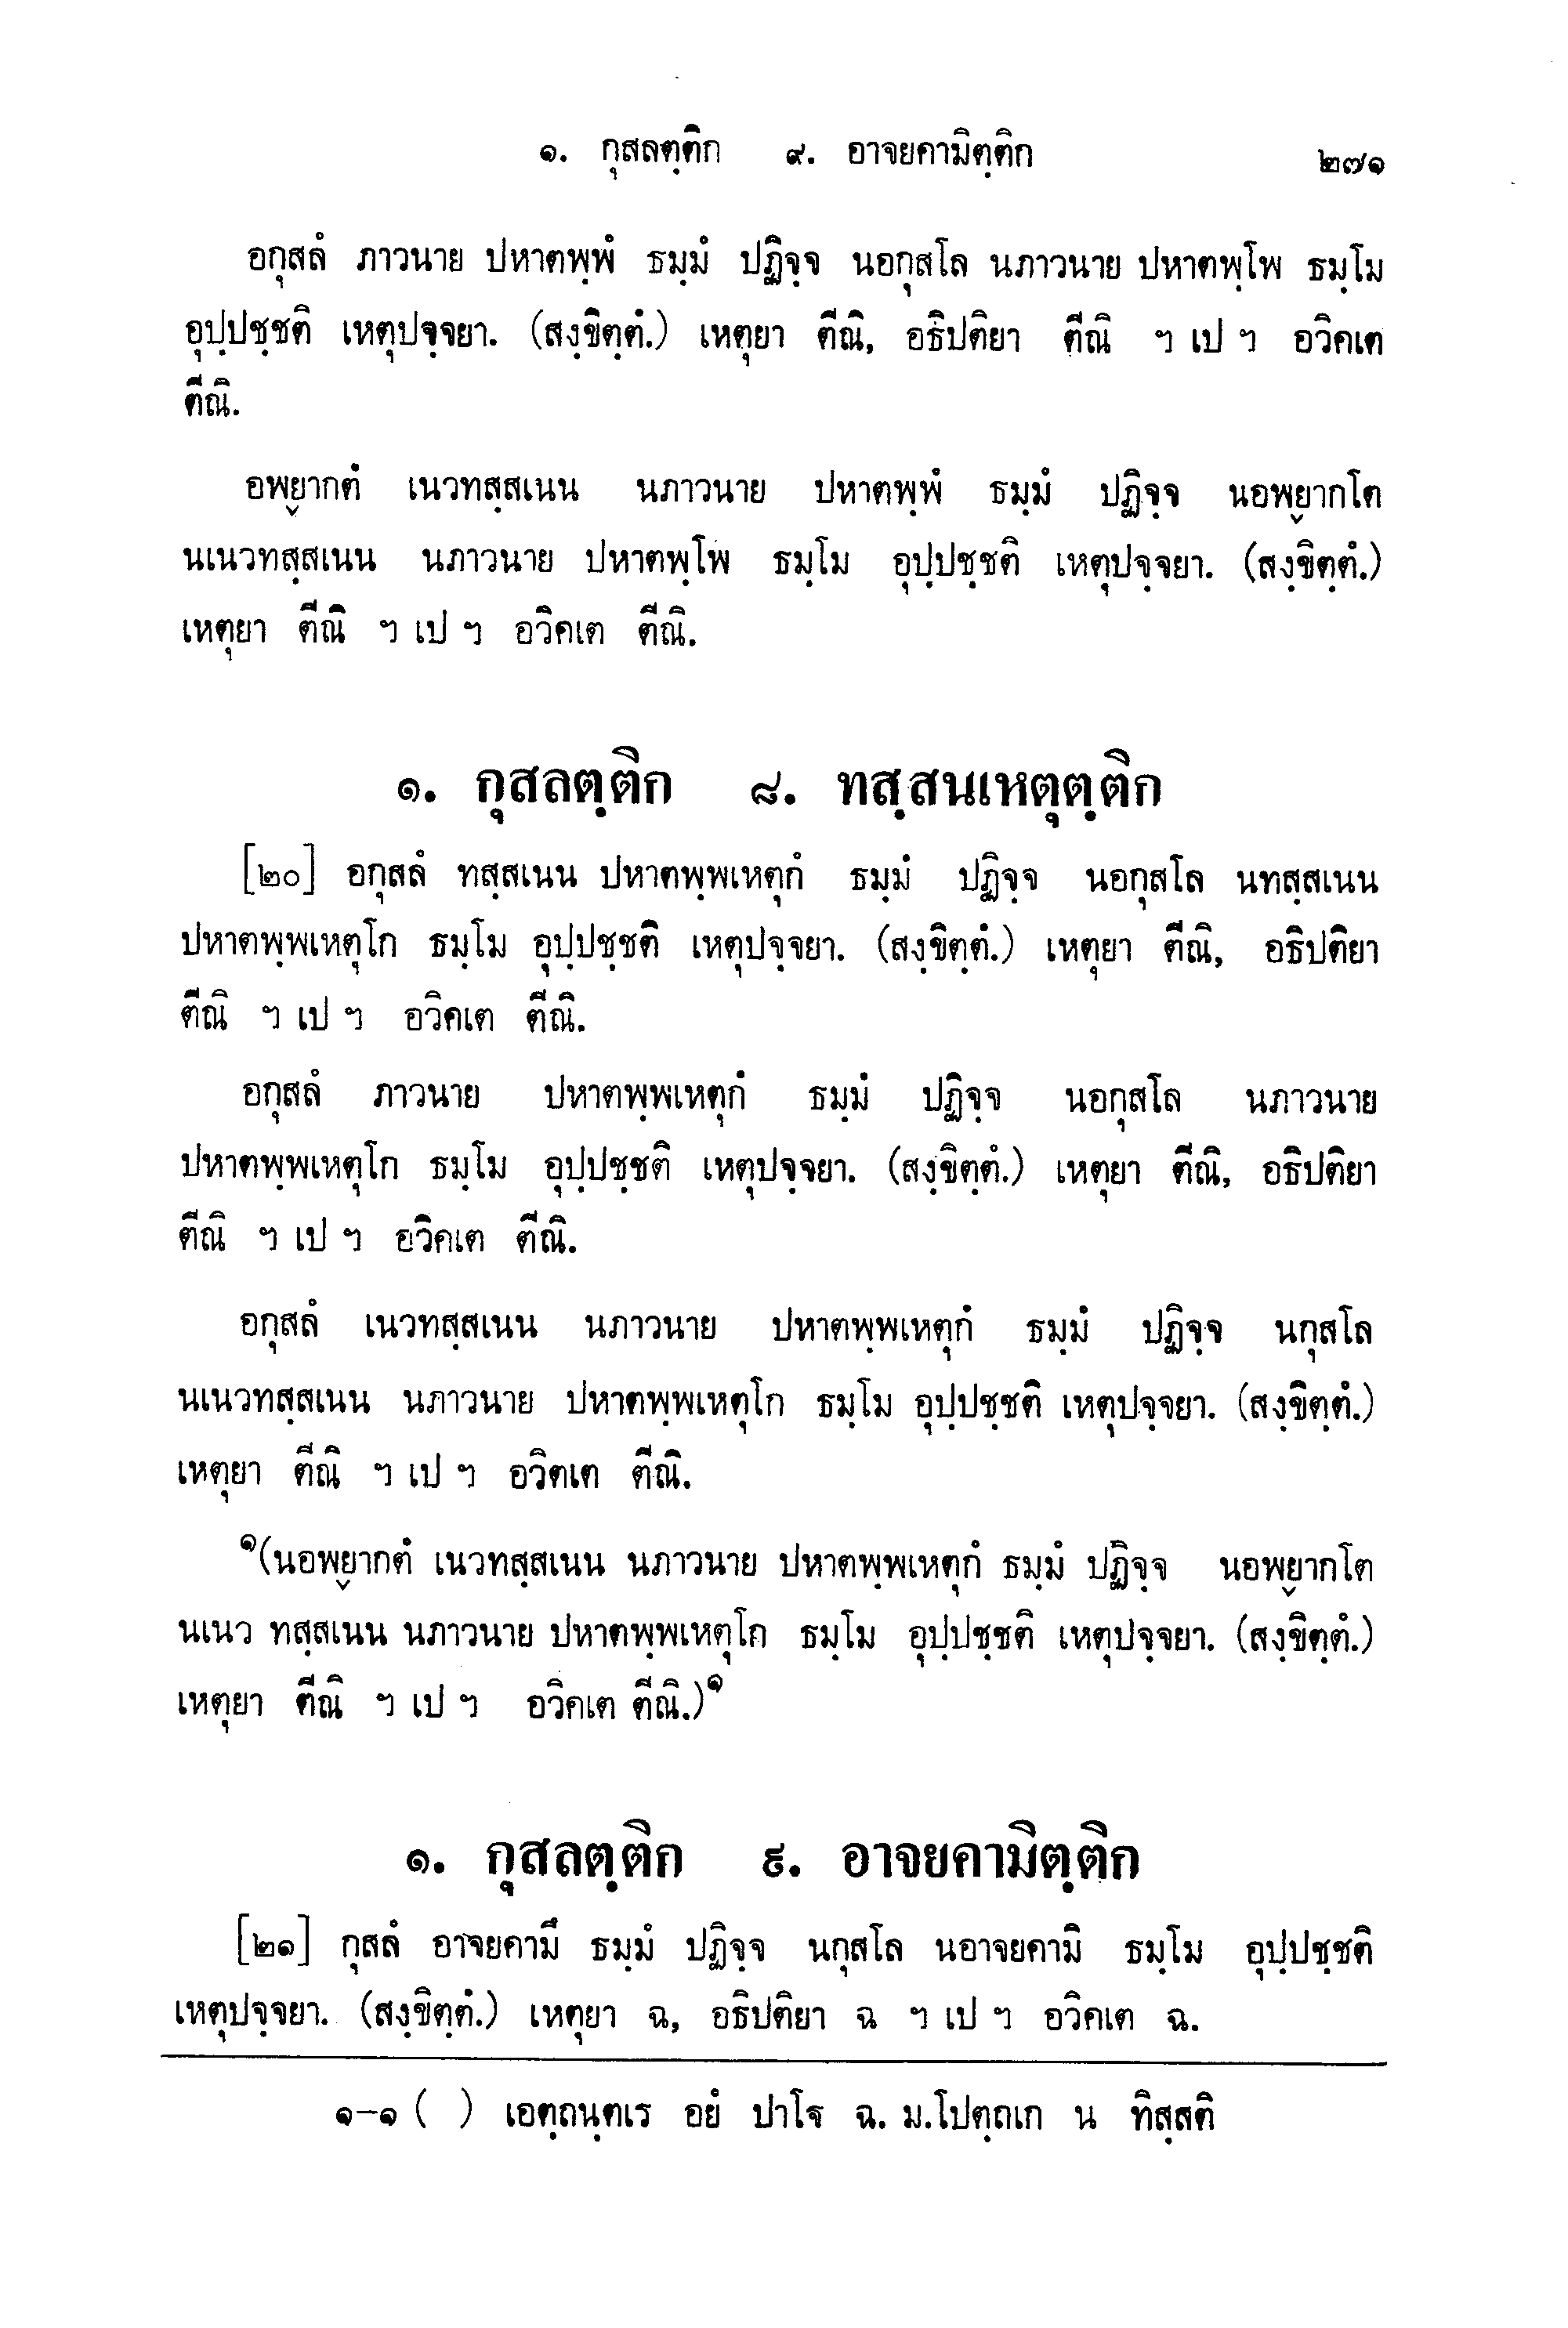 ๑. กุสลตฺติก ๙. อาจยคามิตฺติก ๒๗๑
อกุสลํ ภาวนาย ปหาตพฺพํ ธมฺมํ ปฏิจฺจ นอกุสโล นภาวนาย ปหาตพฺโพ ธมฺโม
อุปฺปชฺชติ เหตุปจฺจยา. (สงฺขิตฺตํ.) เหตุยา ตีณิ, อธิปติยา ตีณิ ฯ เป ฯ อวิคเต
ตีณิ.
อพฺยากตํ เนวทสฺสเนน นภาวนาย ปหาตพฺพํ ธมฺมํ ปฏิจฺจ นอพฺยากโต
นเนวทสฺสเนน นภาวนาย ปหาตพฺโพ ธมฺโม อุปฺปชฺชติ เหตุปจฺจยา. (สงฺขิตฺตํ.)
เหตุยา ตีณิ ฯ เป ฯ อวิคเต ตีณิ.
๑. กุสลตฺติก ๘. ทสฺสนเหตุตฺติก
[๒๐] อกุสลํ ทสฺสเนน ปหาตพฺพเหตุกํ ธมฺมํ ปฏิจฺจ นอกุสโล นทสฺสเนน
ปหาตพฺพเหตุโก ธมฺโม อุปฺปชฺชติ เหตุปจฺจยา. (สงฺขิตฺตํ.) เหตุยา ตีณิ, อธิปติยา
ตีณิ ฯ เป ฯ อวิคเต ตีณิ.
อกุสลํ ภาวนาย ปหาตพฺพเหตุกํ ธมฺมํ ปฏิจฺจ นอกุสโล นภาวนาย
ปหาตพฺพเหตุโก ธมฺโม อุปฺปชฺชติ เหตุปจฺจยา. (สงฺขิตฺตํ.) เหตุยา ตีณิ, อธิปติยา
ตีณิ ฯ เป ฯ อวิคเต ตีณิ.
อกุสลํ เนวทสฺสเนน นภาวนาย ปหาตพฺพเหตุกํ ธมฺมํ ปฏิจฺจ นกุสโล
นเนวทสฺสเนน นภาวนาย ปหาตพฺพเหตุโก ธมฺโม อุปฺปชฺชติ เหตุปจฺจยา. (สงฺขิตฺตํ.)
เหตุยา ตีณิ ฯ เป ฯ อวิตเต ตีณิ.
๑(นอพฺยากตํ เนวทสฺสเนน นภาวนาย ปหาตพฺพเหตุกํ ธมฺมํ ปฏิจฺจ นอพฺยากโต
นเนว ทสฺสเนน นภาวนาย ปหาตพฺพเหตุโก ธมฺโม อุปฺปชฺชติ เหตุปจฺจยา. (สงฺขิตฺตํ.)
เหตุยา ตีณิ ฯ เป ฯ อวิคเต ตีณิ.)๑
๑. กุสลตฺติก ๙. อาจยคามิตฺติก
[๒๑] กุสลํ อาจยคามึ ธมฺมํ ปฏิจฺจ นกุสโล นอาจยคามิ ธมฺโม อุปฺปชฺชติ
เหตุปจฺจยา. (สงฺขิตฺตํ.) เหตุยา ฉ, อธิปติยา ฉ ฯ เป ฯ อวิคเต ฉ.
๑-๑ ( ) เอตฺถนฺตเร อยํ ปาโฐ ฉ. ม.โปตฺถเก น ทิสฺสติ